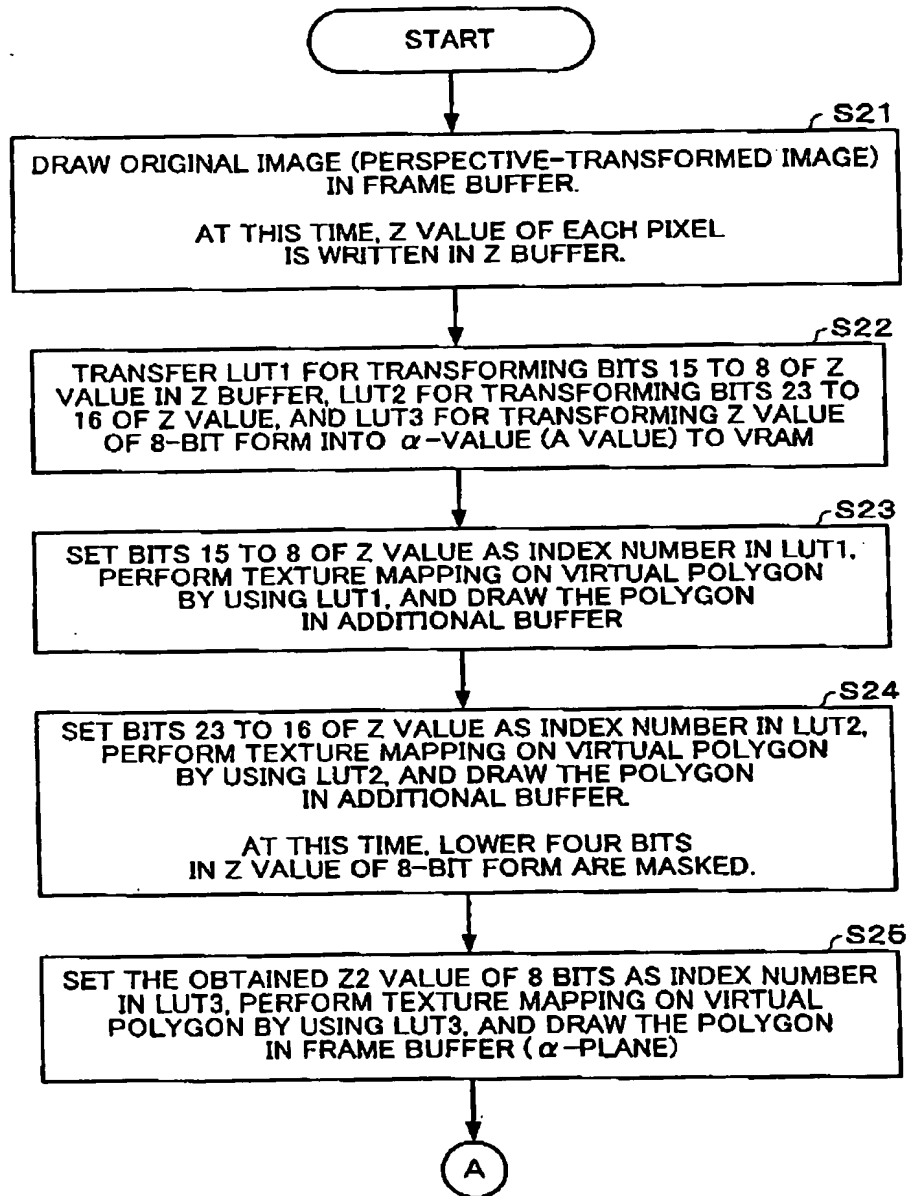 START
S21
DRAW ORIGINAL IMAGE (PERSPECTIVE-TRANSFORMED IMAGE)
IN FRAME BUFFER.
AT THIS TIME, Z VALUE OF EACH PIXEL
IS WRITTEN IN Z BUFFER.
S22
TRANSFER LUT1 FOR TRANSFORMING BITS 15 TO 8 OF Z
VALUE IN Z BUFFER, LUT2 FOR TRANSFORMING BITS 23 TO
16 OF Z VALUE, AND LUT3 FOR TRANSFORMING Z VALUE
OF 8-BIT FORM INTO α-VALUE (A VALUE) TO VRAM
S23
SET BITS 15 TO 8 OF Z VALUE AS INDEX NUMBER IN LUT1,
PERFORM TEXTURE MAPPING ON VIRTUAL POLYGON
BY USING LUT1, AND DRAW THE POLYGON
IN ADDITIONAL BUFFER
S24
SET BITS 23 TO 16 OF Z VALUE AS INDEX NUMBER IN LUT2,
PERFORM TEXTURE MAPPING ON VIRTUAL POLYGON
BY USING LUT2, AND DRAW THE POLYGON
IN ADDITIONAL BUFFER.
AT THIS TIME, LOWER FOUR BITS
IN Z VALUE OF 8-BIT FORM ARE MASKED.
S25
SET THE OBTAINED Z2 VALUE OF 8 BITS AS INDEX NUMBER
IN LUT3, PERFORM TEXTURE MAPPING ON VIRTUAL
POLYGON BY USING LUT3, AND DRAW THE POLYGON
IN FRAME BUFFER (α-PLANE)
A